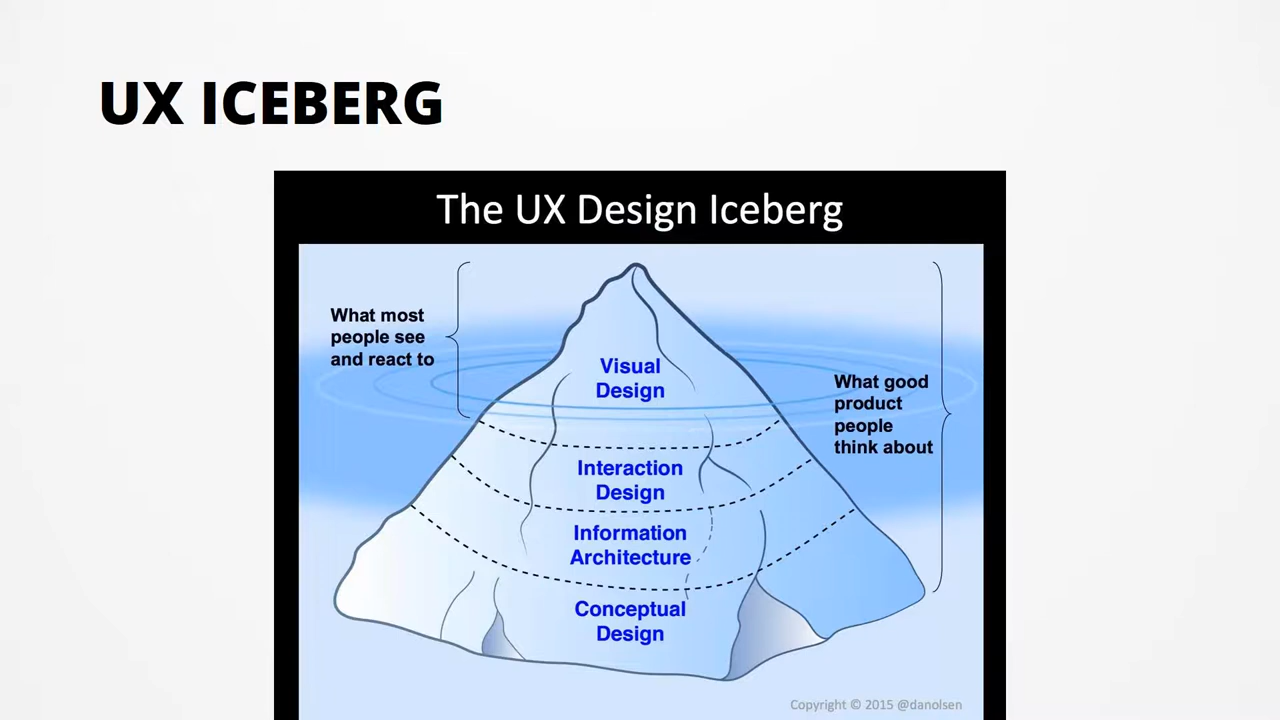 UX ICEBERG
The UX Design Iceberg
What most
people see
and react to
Visual
Design
What good
product
people
think about
Interaction
Design
Information
Architecture
Conceptual
Design
Copyright © 2015 @danolsen